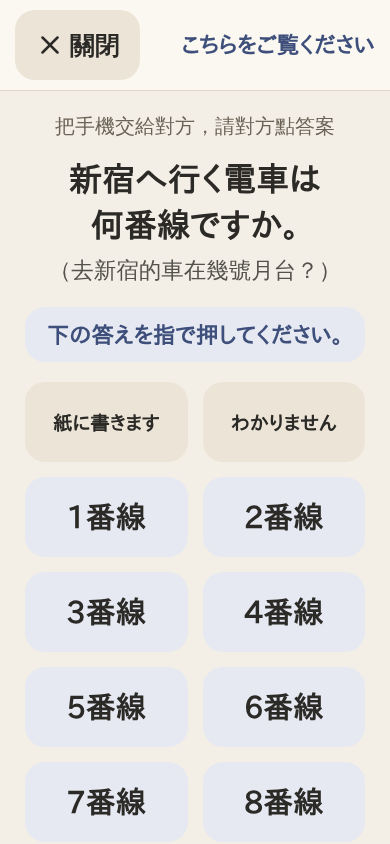 × 關閉
こちらをご覧ください
把手機交給對方，請對方點答案
新宿へ行く電車は
何番線ですか。
（去新宿的車在幾號月台？）
下の答えを指で押してください。
紙に書きます
わかりません
1番線
2番線
3番線
4番線
5番線
6番線
7番線
8番線